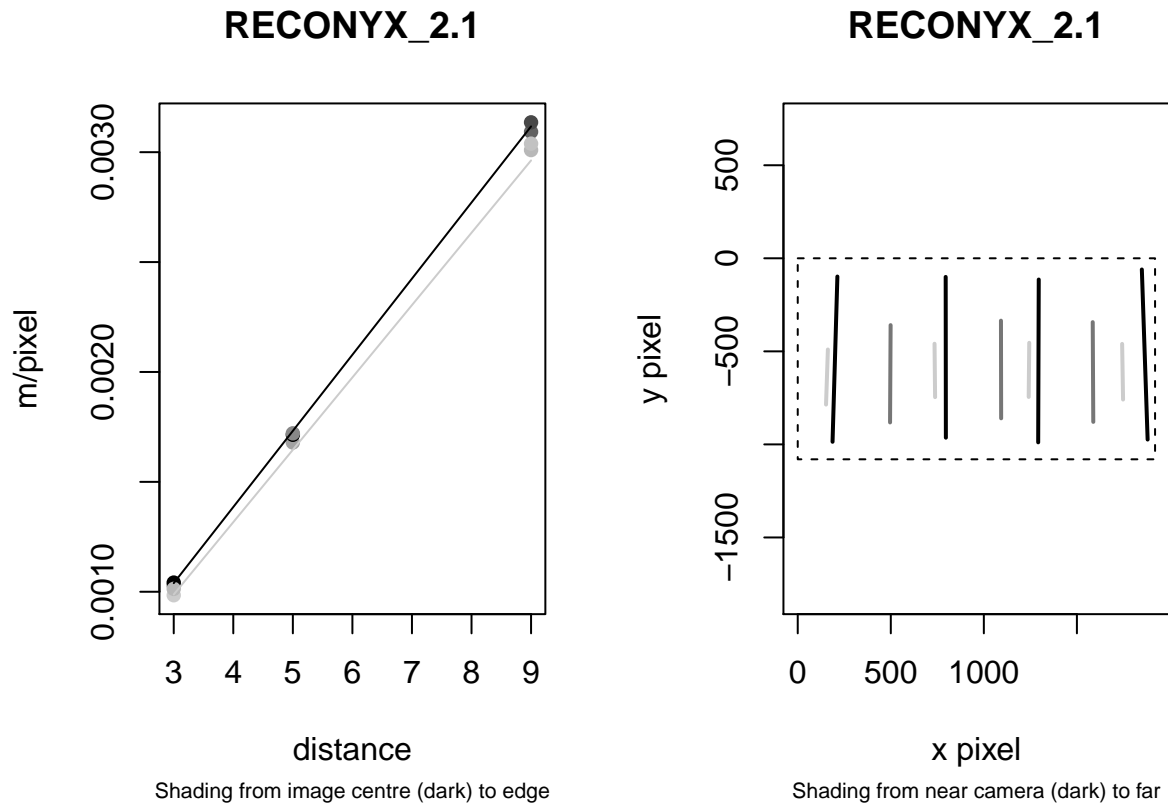 RECONYX_2.1
m/pixel
0.0030
0.0020
0.0010
3 4 5 6 7 8 9
distance
Shading from image centre (dark) to edge
RECONYX_2.1
y pixel
500
0
−500
−1500
0 500 1000
x pixel
Shading from near camera (dark) to far